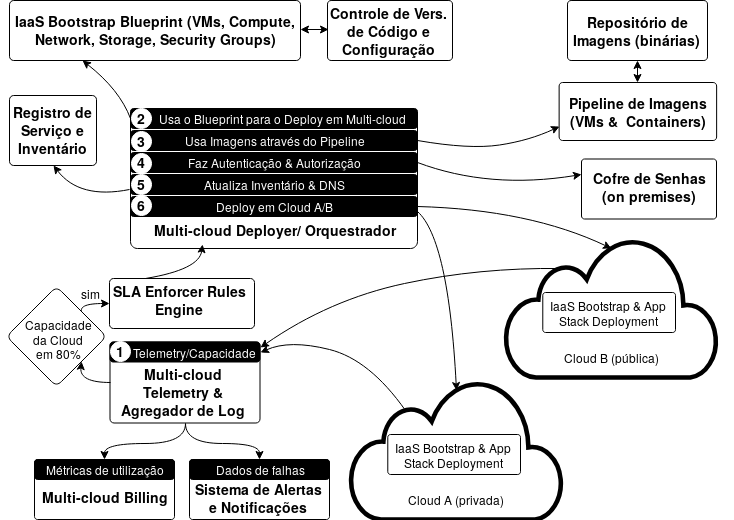 IaaS Bootstrap Blueprint (VMs, Compute,
Network, Storage, Security Groups)
Controle de Vers.
de Código e
Configuração
Repositório de
Imagens (binárias)
Registro de
Serviço e
Inventário
Pipeline de Imagens
(VMs & Containers)
2 Usa o Blueprint para o Deploy em Multi-cloud
3 Usa Imagens através do Pipeline
4 Faz Autenticação & Autorização
5 Atualiza Inventário & DNS
6 Deploy em Cloud A/B
Multi-cloud Deployer/ Orquestrador
Cofre de Senhas
(on premises)
sim
SLA Enforcer Rules
Engine
Capacidade
da Cloud
em 80%
1 Telemetry/Capacidade
Multi-cloud
Telemetry &
Agregador de Log
IaaS Bootstrap & App
Stack Deployment
Cloud B (pública)
IaaS Bootstrap & App
Stack Deployment
Cloud A (privada)
Métricas de utilização
Multi-cloud Billing
Dados de falhas
Sistema de Alertas
e Notificações